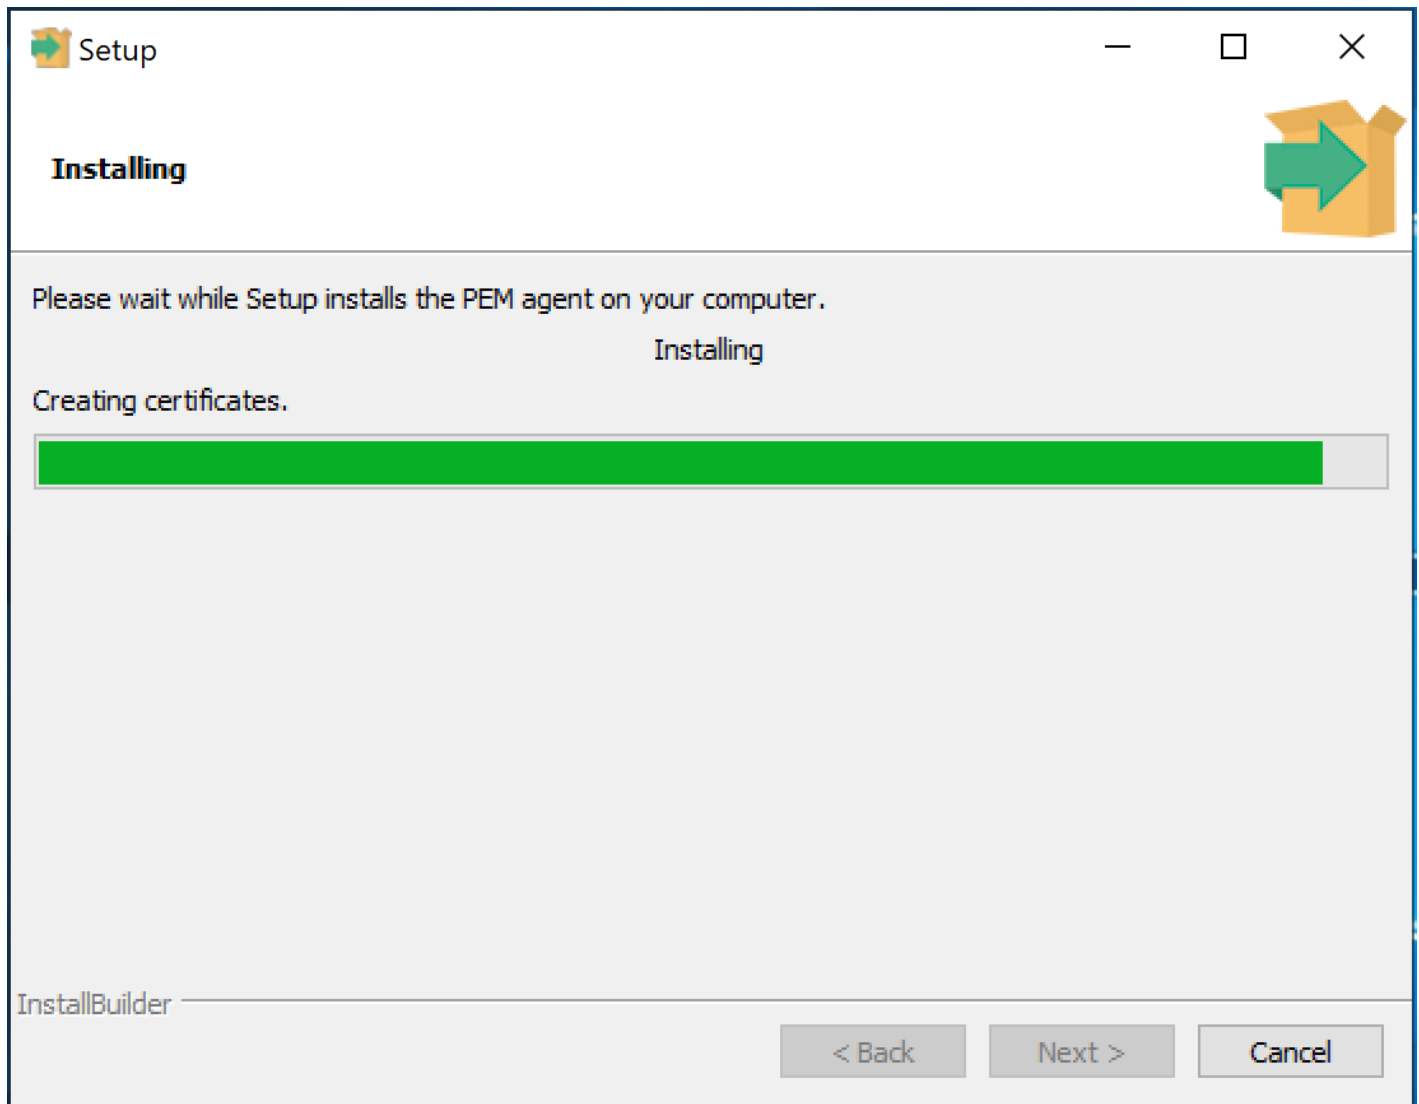 Setup
Installing
Please wait while Setup installs the PEM agent on your computer.
Installing
Creating certificates.
InstallBuilder
< Back
Next >
Cancel